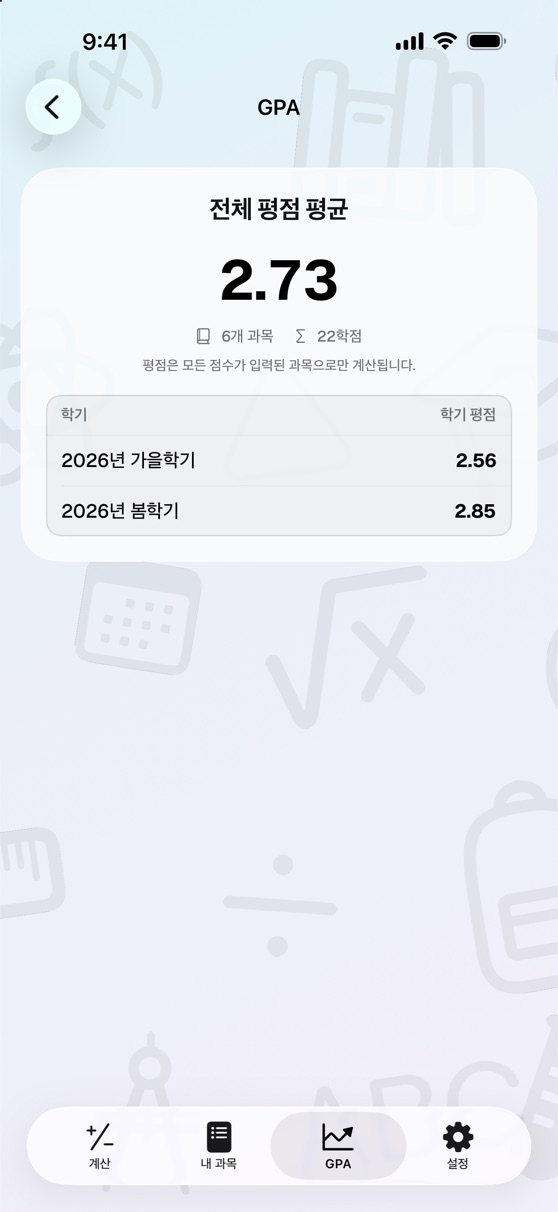 9:41
GPA
전체 평점 평균
2.73
6개 과목 Σ 22학점
평점은 모든 점수가 입력된 과목으로만 계산됩니다.
학기 학기 평점
2026년 가을학기 2.56
2026년 봄학기 2.85
계산 내 과목 GPA 설정